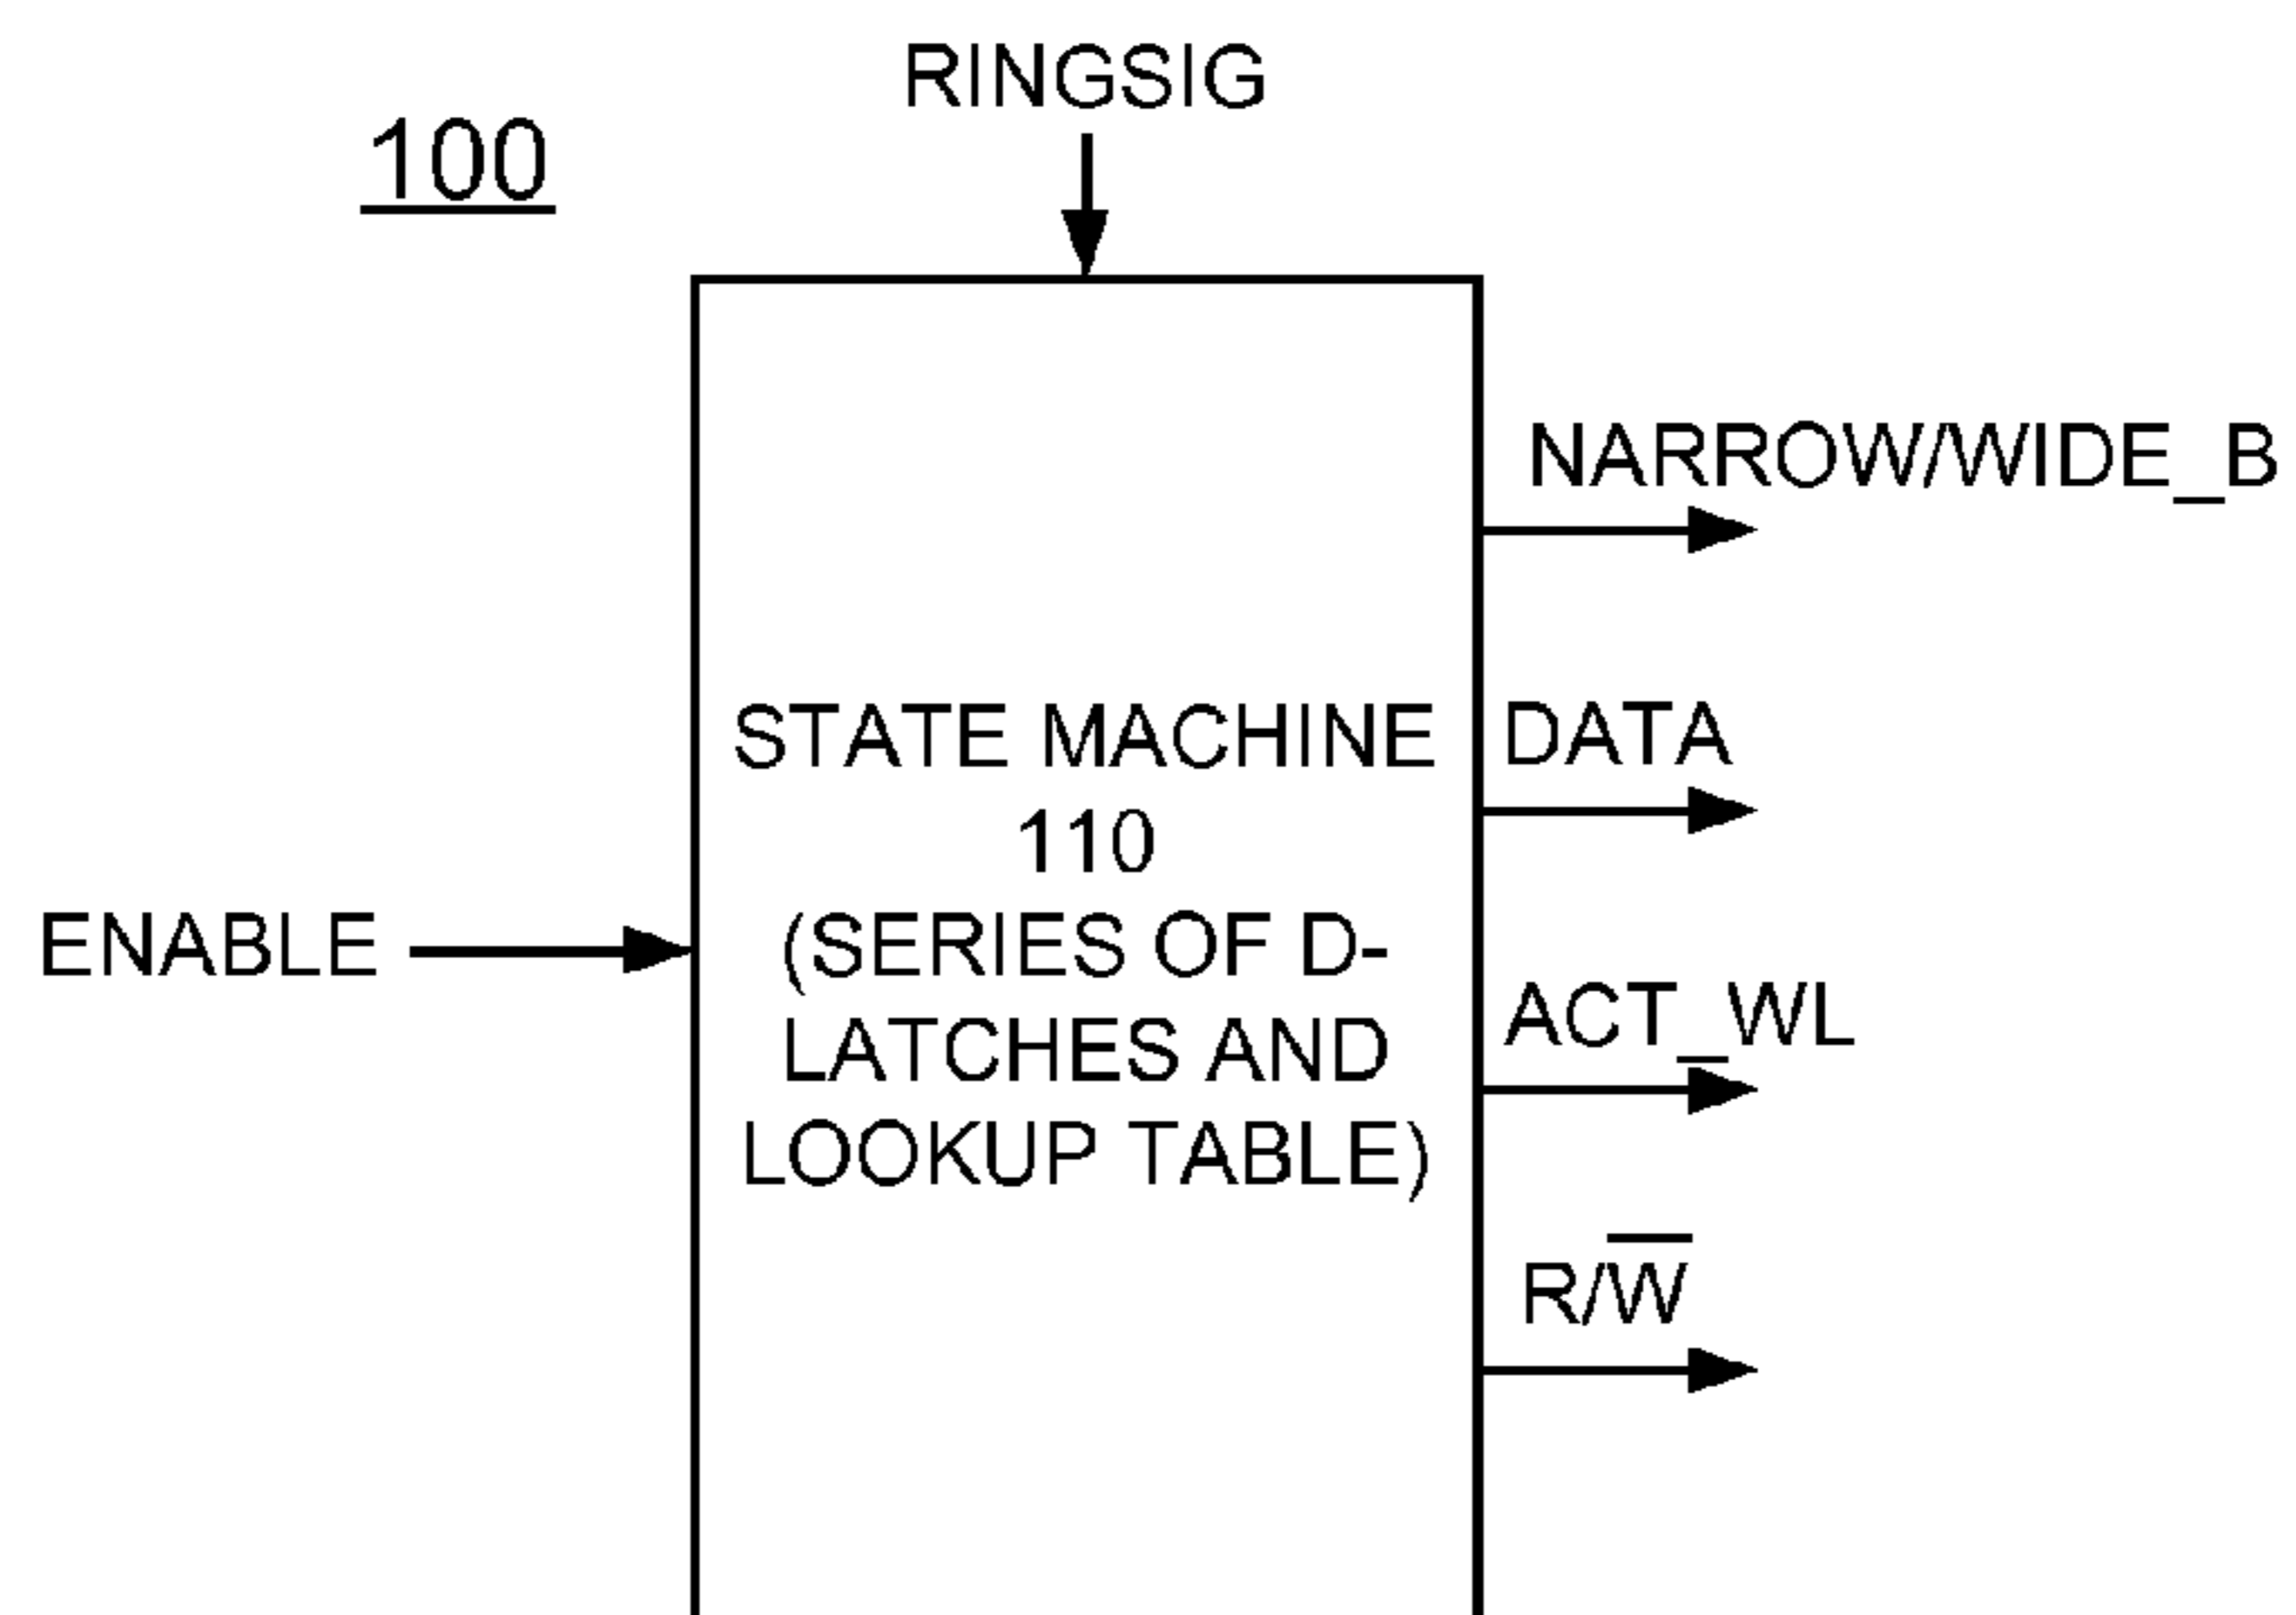 RINGSIG
100
NARROW/WIDE_B
STATE MACHINE
110
(SERIES OF D-
LATCHES AND
LOOKUP TABLE)
DATA
ENABLE
ACT_WL
R/W̅